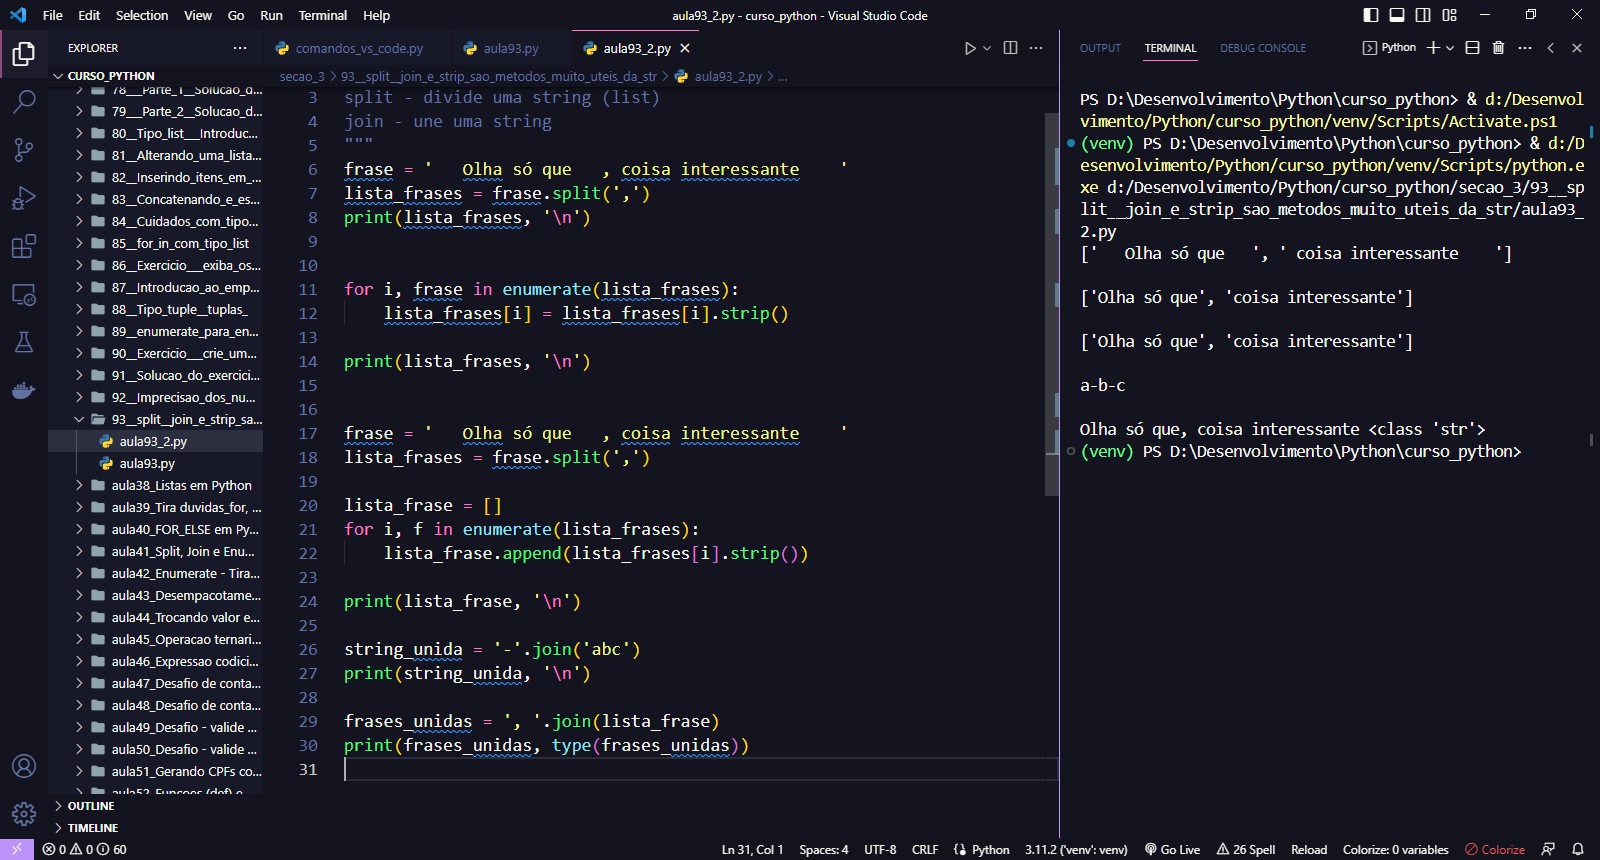 File Edit Selection View Go Run Terminal Help
aula93_2.py - curso_python - Visual Studio Code
EXPLORER
CURSO_PYTHON
78__Parte_1__Solucao_d...
79__Parte_2__Solucao_d...
80__Tipo_list__Introduc...
81__Alterando_uma_lista...
82__Inserindo_itens_em_...
83__Concatenando_e_es...
84__Cuidados_com_tipo...
85__for_in_com_tipo_list
86__Exercicio___exiba_os...
87__Introducao_ao_emp...
88__Tipo_tuple__tuplas_
89__enumerate_para_en...
90__Exercicio__crie_um...
91__Solucao_do_exercici...
92__Imprecisao_dos_nu...
93__split__join_e_strip_sa...
aula93_2.py
aula93.py
aula38_Listas em Python
aula39_Tira duvidas_for, ...
aula40_FOR_ELSE em Py...
aula41_Split, Join e Enu...
aula42_Enumerate - Tira...
aula43_Desempacotame...
aula44_Trocando valor e...
aula45_Operacao ternari...
aula46_Expressao codici...
aula47_Desafio de conta...
aula48_Desafio de conta...
aula49_Desafio - valide ...
aula50_Desafio - valide ...
aula51_Gerando CPFs co...
aula52_Funcoes (def) e
OUTLINE
TIMELINE
comandos_vs_code.py aula93.py aula93_2.py
secao_3 > 93__split__join_e_strip_sao_metodos_muito_uteis_da_str > aula93_2.py > ...
3 split - divide uma string (list)
4 join - une uma string
5 """
6 frase = '   Olha só que   , coisa interessante    '
7 lista_frases = frase.split(',')
8 print(lista_frases, '\n')
9
10
11 for i, frase in enumerate(lista_frases):
12     lista_frases[i] = lista_frases[i].strip()
13
14 print(lista_frases, '\n')
15
16
17 frase = '   Olha só que   , coisa interessante    '
18 lista_frases = frase.split(',')
19
20 lista_frase = []
21 for i, f in enumerate(lista_frases):
22     lista_frase.append(lista_frases[i].strip())
23
24 print(lista_frase, '\n')
25
26 string_unida = '-'.join('abc')
27 print(string_unida, '\n')
28
29 frases_unidas = ', '.join(lista_frase)
30 print(frases_unidas, type(frases_unidas))
31
OUTPUT TERMINAL DEBUG CONSOLE
Python
PS D:\Desenvolvimento\Python\curso_python> & d:/Desenvol
vimento/Python/curso_python/venv/Scripts/Activate.ps1
(venv) PS D:\Desenvolvimento\Python\curso_python> & d:/D
esenvolvimento/Python/curso_python/venv/Scripts/python.e
xe d:/Desenvolvimento/Python/curso_python/secao_3/93__sp
lit__join_e_strip_sao_metodos_muito_uteis_da_str/aula93_
2.py
['   Olha só que   ', ' coisa interessante    ']
['Olha só que', 'coisa interessante']
['Olha só que', 'coisa interessante']
a-b-c
Olha só que, coisa interessante <class 'str'>
(venv) PS D:\Desenvolvimento\Python\curso_python>
0 0 60
Ln 31, Col 1 Spaces: 4 UTF-8 CRLF Python 3.11.2 ('venv': venv) Go Live 26 Spell Reload Colorize: 0 variables Colorize